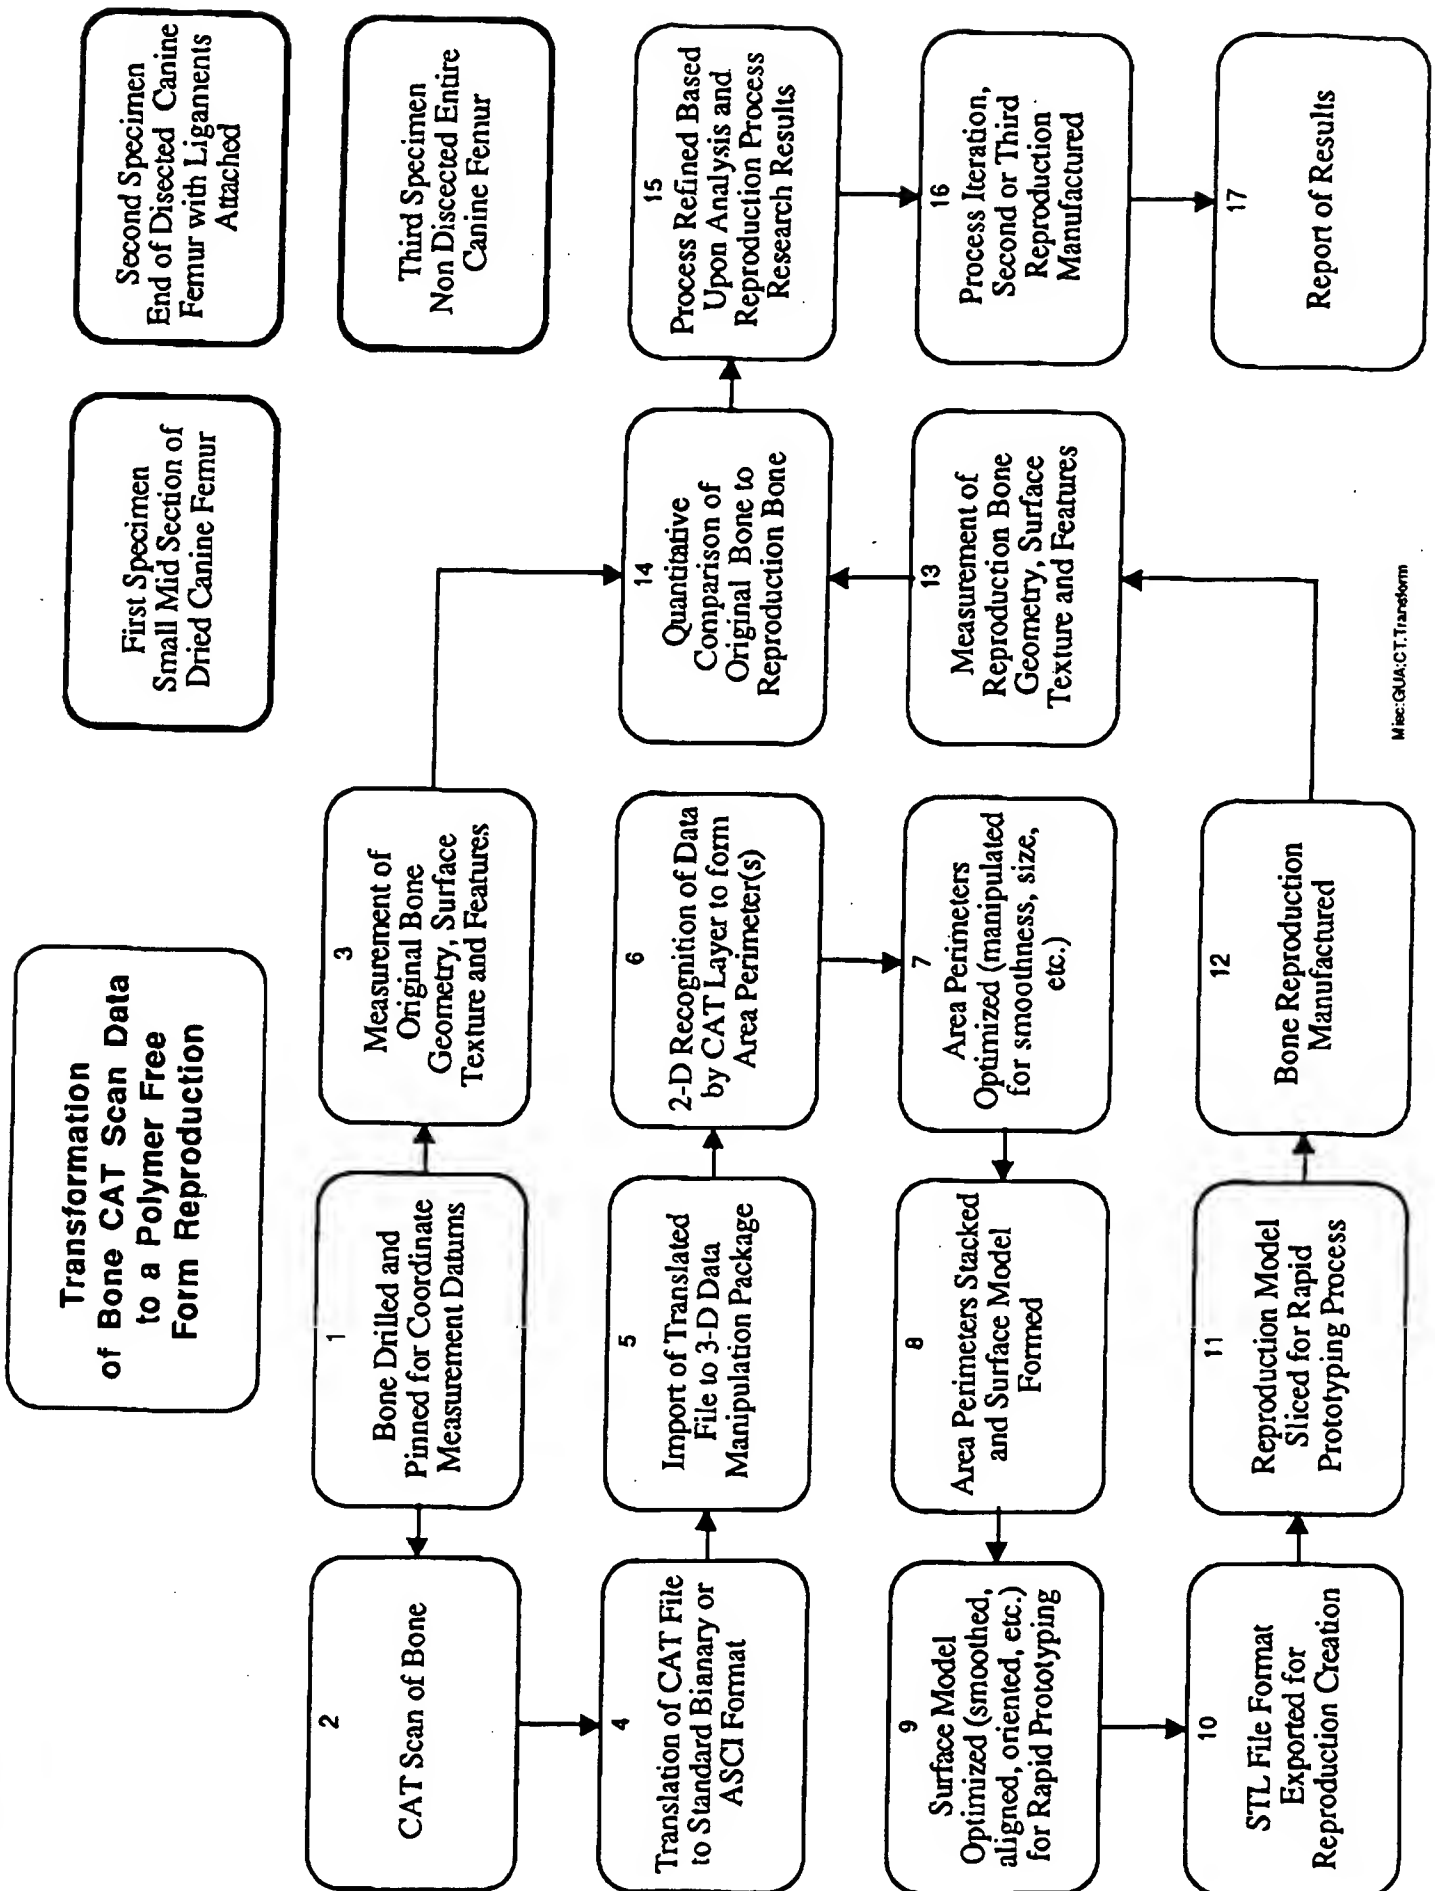 Transformation
of Bone CAT Scan Data
to a Polymer Free
Form Reproduction
First Specimen
Small Mid Section of
Dried Canine Femur
Second Specimen
End of Disected Canine
Femur with Ligaments
Attached
Third Specimen
Non Discected Entire
Canine Femur
1
Bone Drilled and
Pinned for Coordinate
Measurement Datums
2
CAT Scan of Bone
3
Measurement of
Original Bone
Geometry, Surface
Texture and Features
4
Translation of CAT File
to Standard Bianary or
ASCI Format
5
Import of Translated
File to 3-D Data
Manipulation Package
6
2-D Recognition of Data
by CAT Layer to form
Area Perimeter(s)
7
Area Perimeters
Optimized (manipulated
for smoothness, size,
etc.)
8
Area Perimeters Stacked
and Surface Model
Formed
9
Surface Model
Optimized (smoothed,
aligned, oriented, etc.)
for Rapid Prototyping
10
STL File Format
Exported for
Reproduction Creation
11
Reproduction Model
Sliced for Rapid
Prototyping Process
12
Bone Reproduction
Manufactured
13
Measurement of
Reproduction Bone
Geometry, Surface
Texture and Features
14
Quantitative
Comparison of
Original Bone to
Reproduction Bone
15
Process Refined Based
Upon Analysis and
Reproduction Process
Research Results
16
Process Iteration,
Second or Third
Reproduction
Manufactured
17
Report of Results
Misc:GIUA:CT.Transform